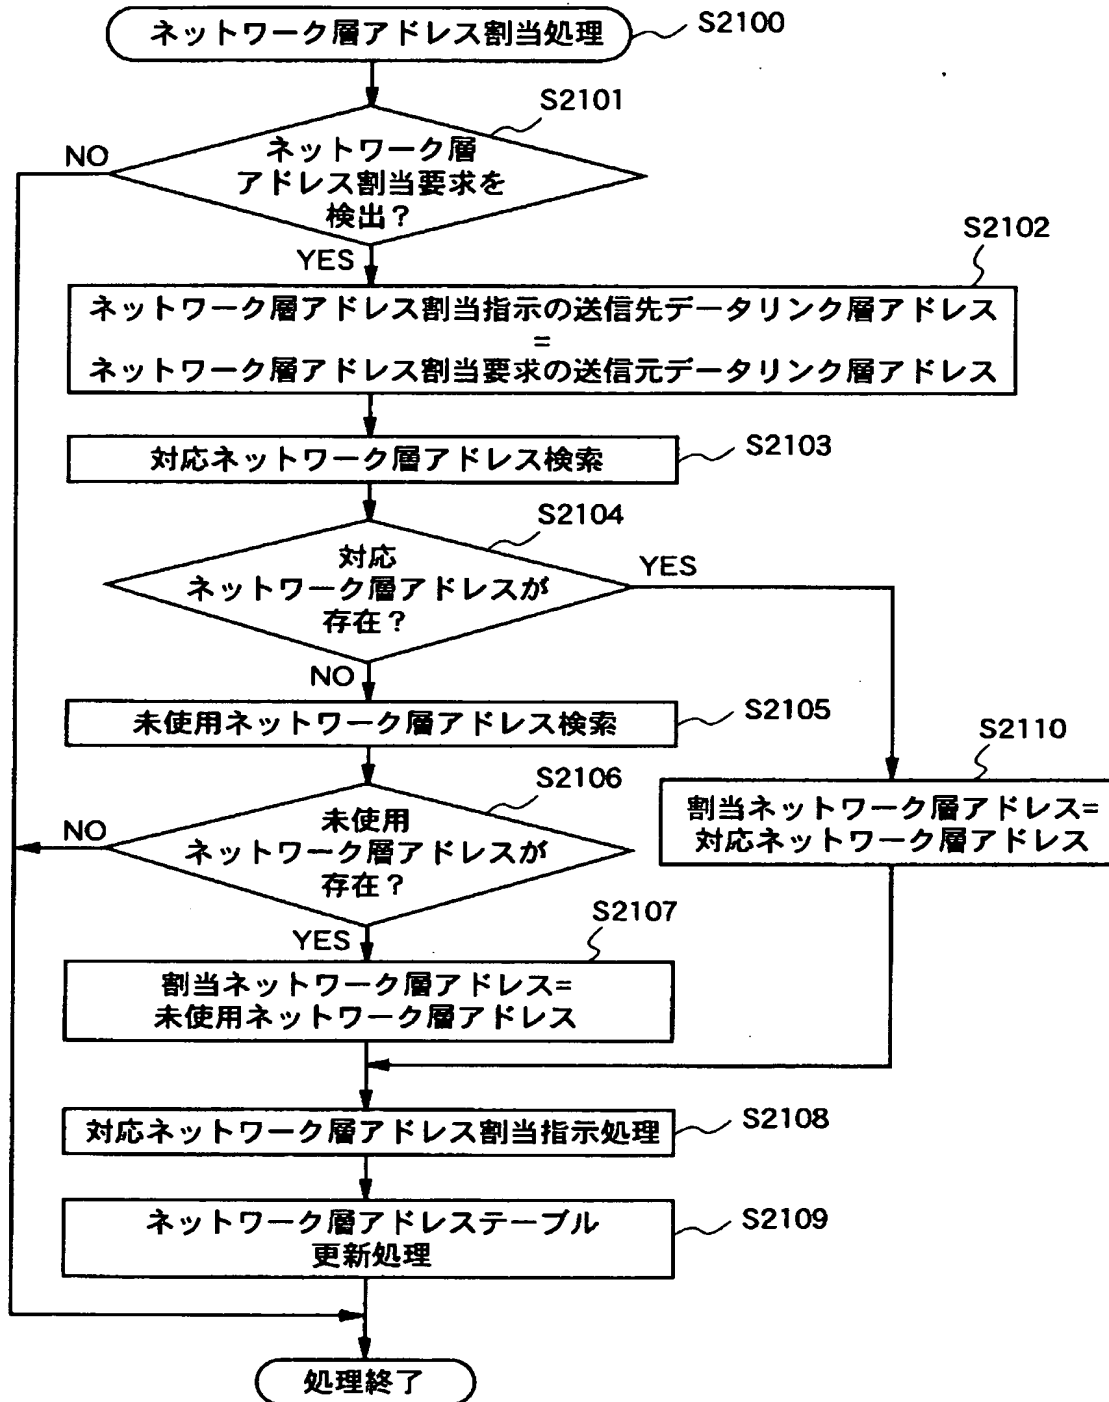 ネットワーク層アドレス割当処理
S2100
S2101
ネットワーク層
アドレス割当要求を
検出？
NO
YES
S2102
ネットワーク層アドレス割当指示の送信先データリンク層アドレス
=
ネットワーク層アドレス割当要求の送信元データリンク層アドレス
対応ネットワーク層アドレス検索
S2103
S2104
対応
ネットワーク層アドレスが
存在？
YES
NO
未使用ネットワーク層アドレス検索
S2105
S2110
割当ネットワーク層アドレス=
対応ネットワーク層アドレス
S2106
未使用
ネットワーク層アドレスが
存在？
NO
YES
S2107
割当ネットワーク層アドレス=
未使用ネットワーク層アドレス
対応ネットワーク層アドレス割当指示処理
S2108
ネットワーク層アドレステーブル
更新処理
S2109
処理終了